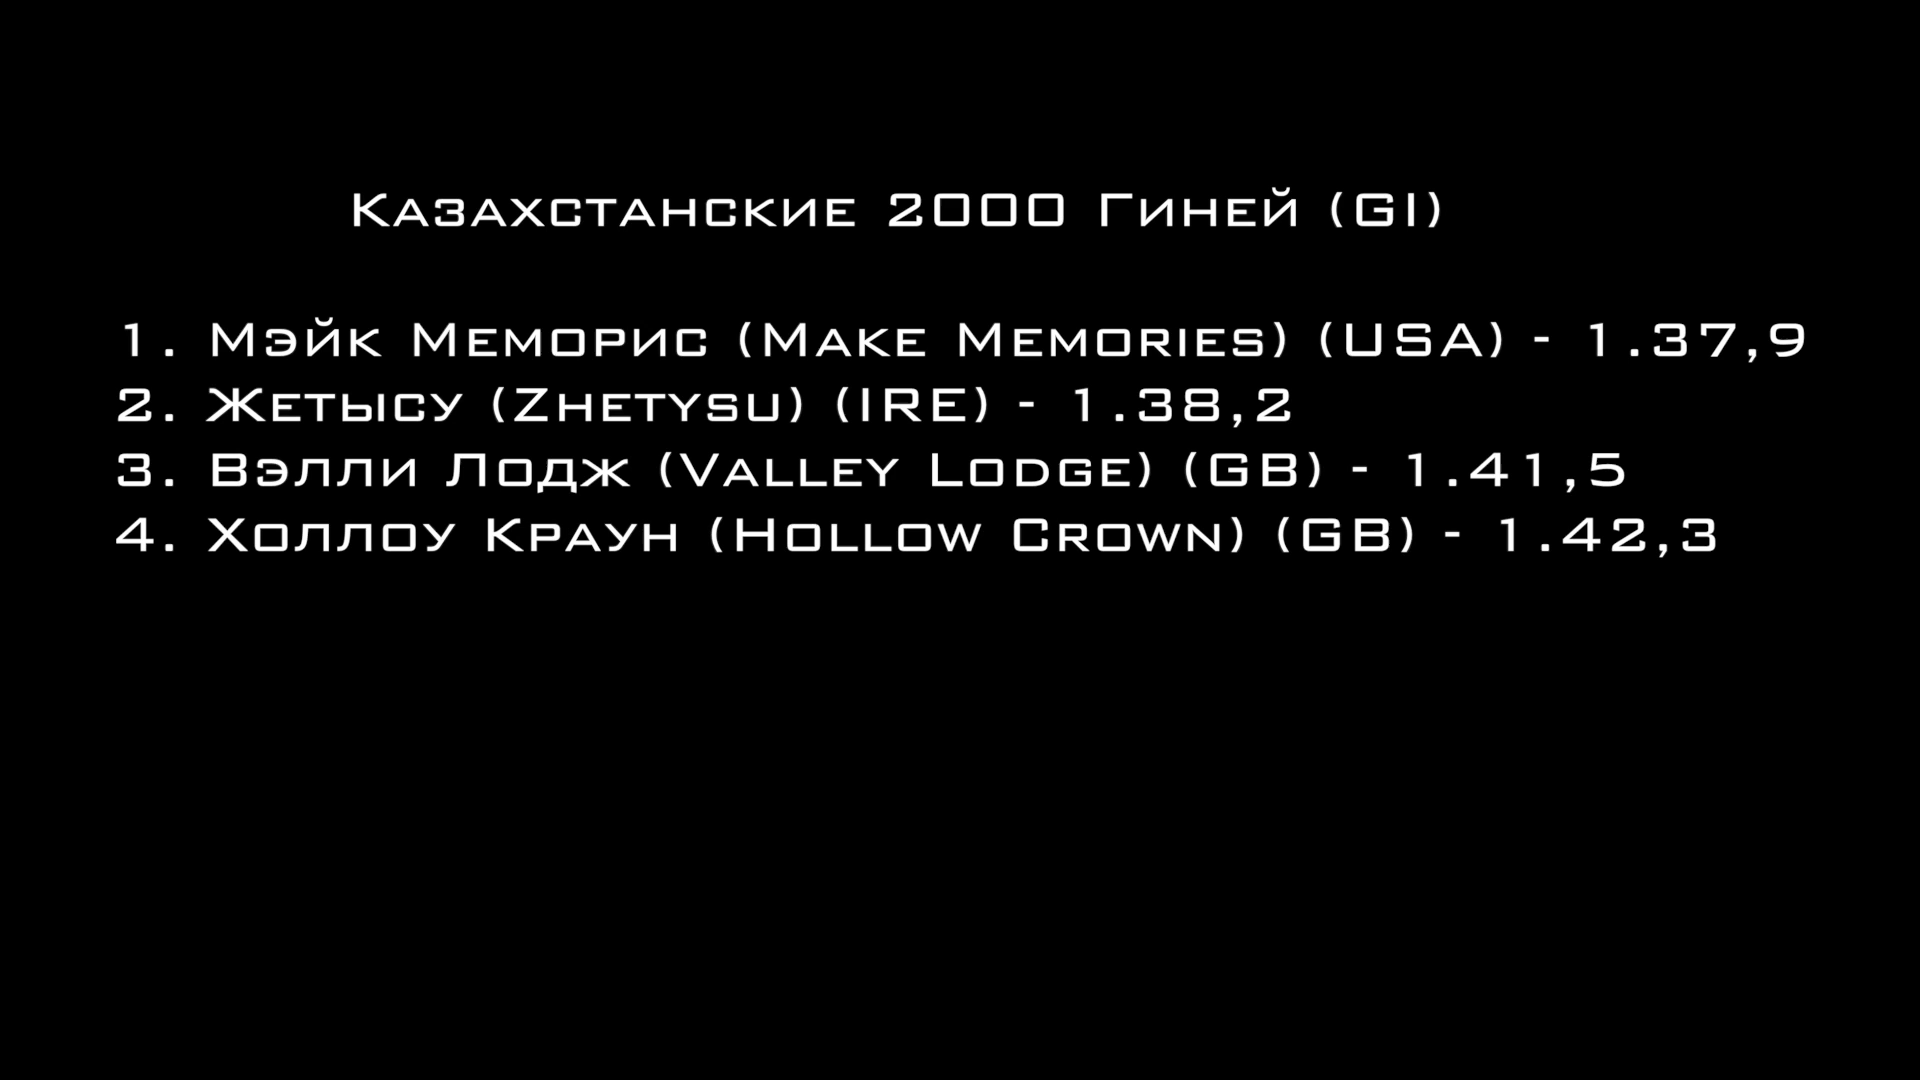 Казахстанские 2000 Гиней (GI)
1. Мэйк Меморис (Make Memories) (USA) - 1.37,9
2. Жетысу (Zhetysu) (IRE) - 1.38,2
3. Вэлли Лодж (Valley Lodge) (GB) - 1.41,5
4. Холлоу Краун (Hollow Crown) (GB) - 1.42,3